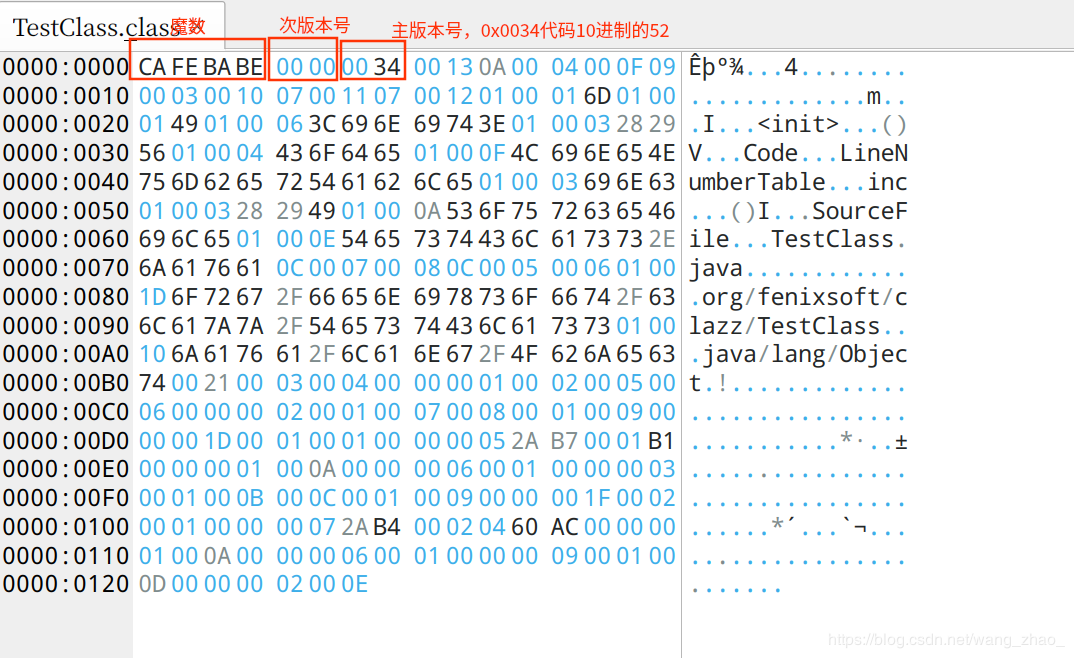 TestClass.class
魔数
次版本号
主版本号，0x0034代码10进制的52
0000:0000 CA FE BA BE 00 00 00 34 00 13 0A 00 04 00 0F 09 Êþº¾...4........
0000:0010 00 03 00 10 07 00 11 07 00 12 01 00 01 6D 01 00 .............m..
0000:0020 01 49 01 00 06 3C 69 6E 69 74 3E 01 00 03 28 29 .I...<init>...()
0000:0030 56 01 00 04 43 6F 64 65 01 00 0F 4C 69 6E 65 4E V...Code...LineN
0000:0040 75 6D 62 65 72 54 61 62 6C 65 01 00 03 69 6E 63 umberTable...inc
0000:0050 01 00 03 28 29 49 01 00 0A 53 6F 75 72 63 65 46 ...()I...SourceF
0000:0060 69 6C 65 01 00 0E 54 65 73 74 43 6C 61 73 73 2E ile...TestClass.
0000:0070 6A 61 76 61 0C 00 07 00 08 0C 00 05 00 06 01 00 java............
0000:0080 1D 6F 72 67 2F 66 65 6E 69 78 73 6F 66 74 2F 63 .org/fenixsoft/c
0000:0090 6C 61 7A 7A 2F 54 65 73 74 43 6C 61 73 73 01 00 lazz/TestClass..
0000:00A0 10 6A 61 76 61 2F 6C 61 6E 67 2F 4F 62 6A 65 63 .java/lang/Objec
0000:00B0 74 00 21 00 03 00 04 00 00 00 01 00 02 00 05 00 t.!.............
0000:00C0 06 00 00 00 02 00 01 00 07 00 08 00 01 00 09 00 ................
0000:00D0 00 00 1D 00 01 00 01 00 00 00 05 2A B7 00 01 B1 ...........*·..±
0000:00E0 00 00 00 01 00 0A 00 00 00 06 00 01 00 00 00 03 ................
0000:00F0 00 01 00 0B 00 0C 00 01 00 09 00 00 00 1F 00 02 ................
0000:0100 00 01 00 00 00 07 2A B4 00 02 04 60 AC 00 00 00 ......*´...`¬...
0000:0110 01 00 0A 00 00 00 06 00 01 00 00 00 09 00 01 00 ................
0000:0120 0D 00 00 00 02 00 0E .......
https://blog.csdn.net/wang_zhao_